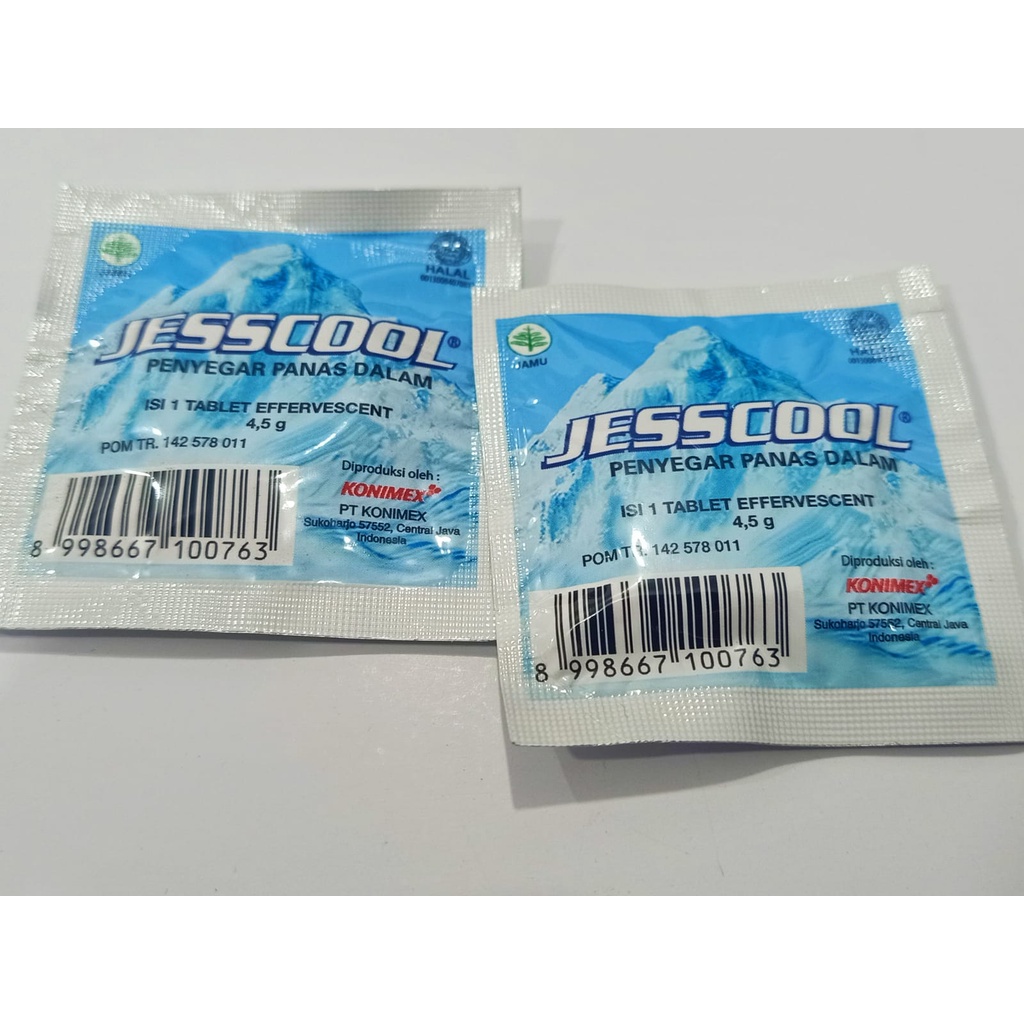 HALAL
JESSCOOL®
PENYEGAR PANAS DALAM
ISI 1 TABLET EFFERVESCENT
4,5 g
POM TR. 142 578 011
Diproduksi oleh :
KONIMEX
PT KONIMEX
Sukoharjo 57552, Central Java
Indonesia
8 998667 100763
JAMU
JESSCOOL®
PENYEGAR PANAS DALAM
ISI 1 TABLET EFFERVESCENT
4,5 g
POM TR. 142 578 011
Diproduksi oleh :
KONIMEX
PT KONIMEX
Sukoharjo 57552, Central Java
Indonesia
8 998667 100763